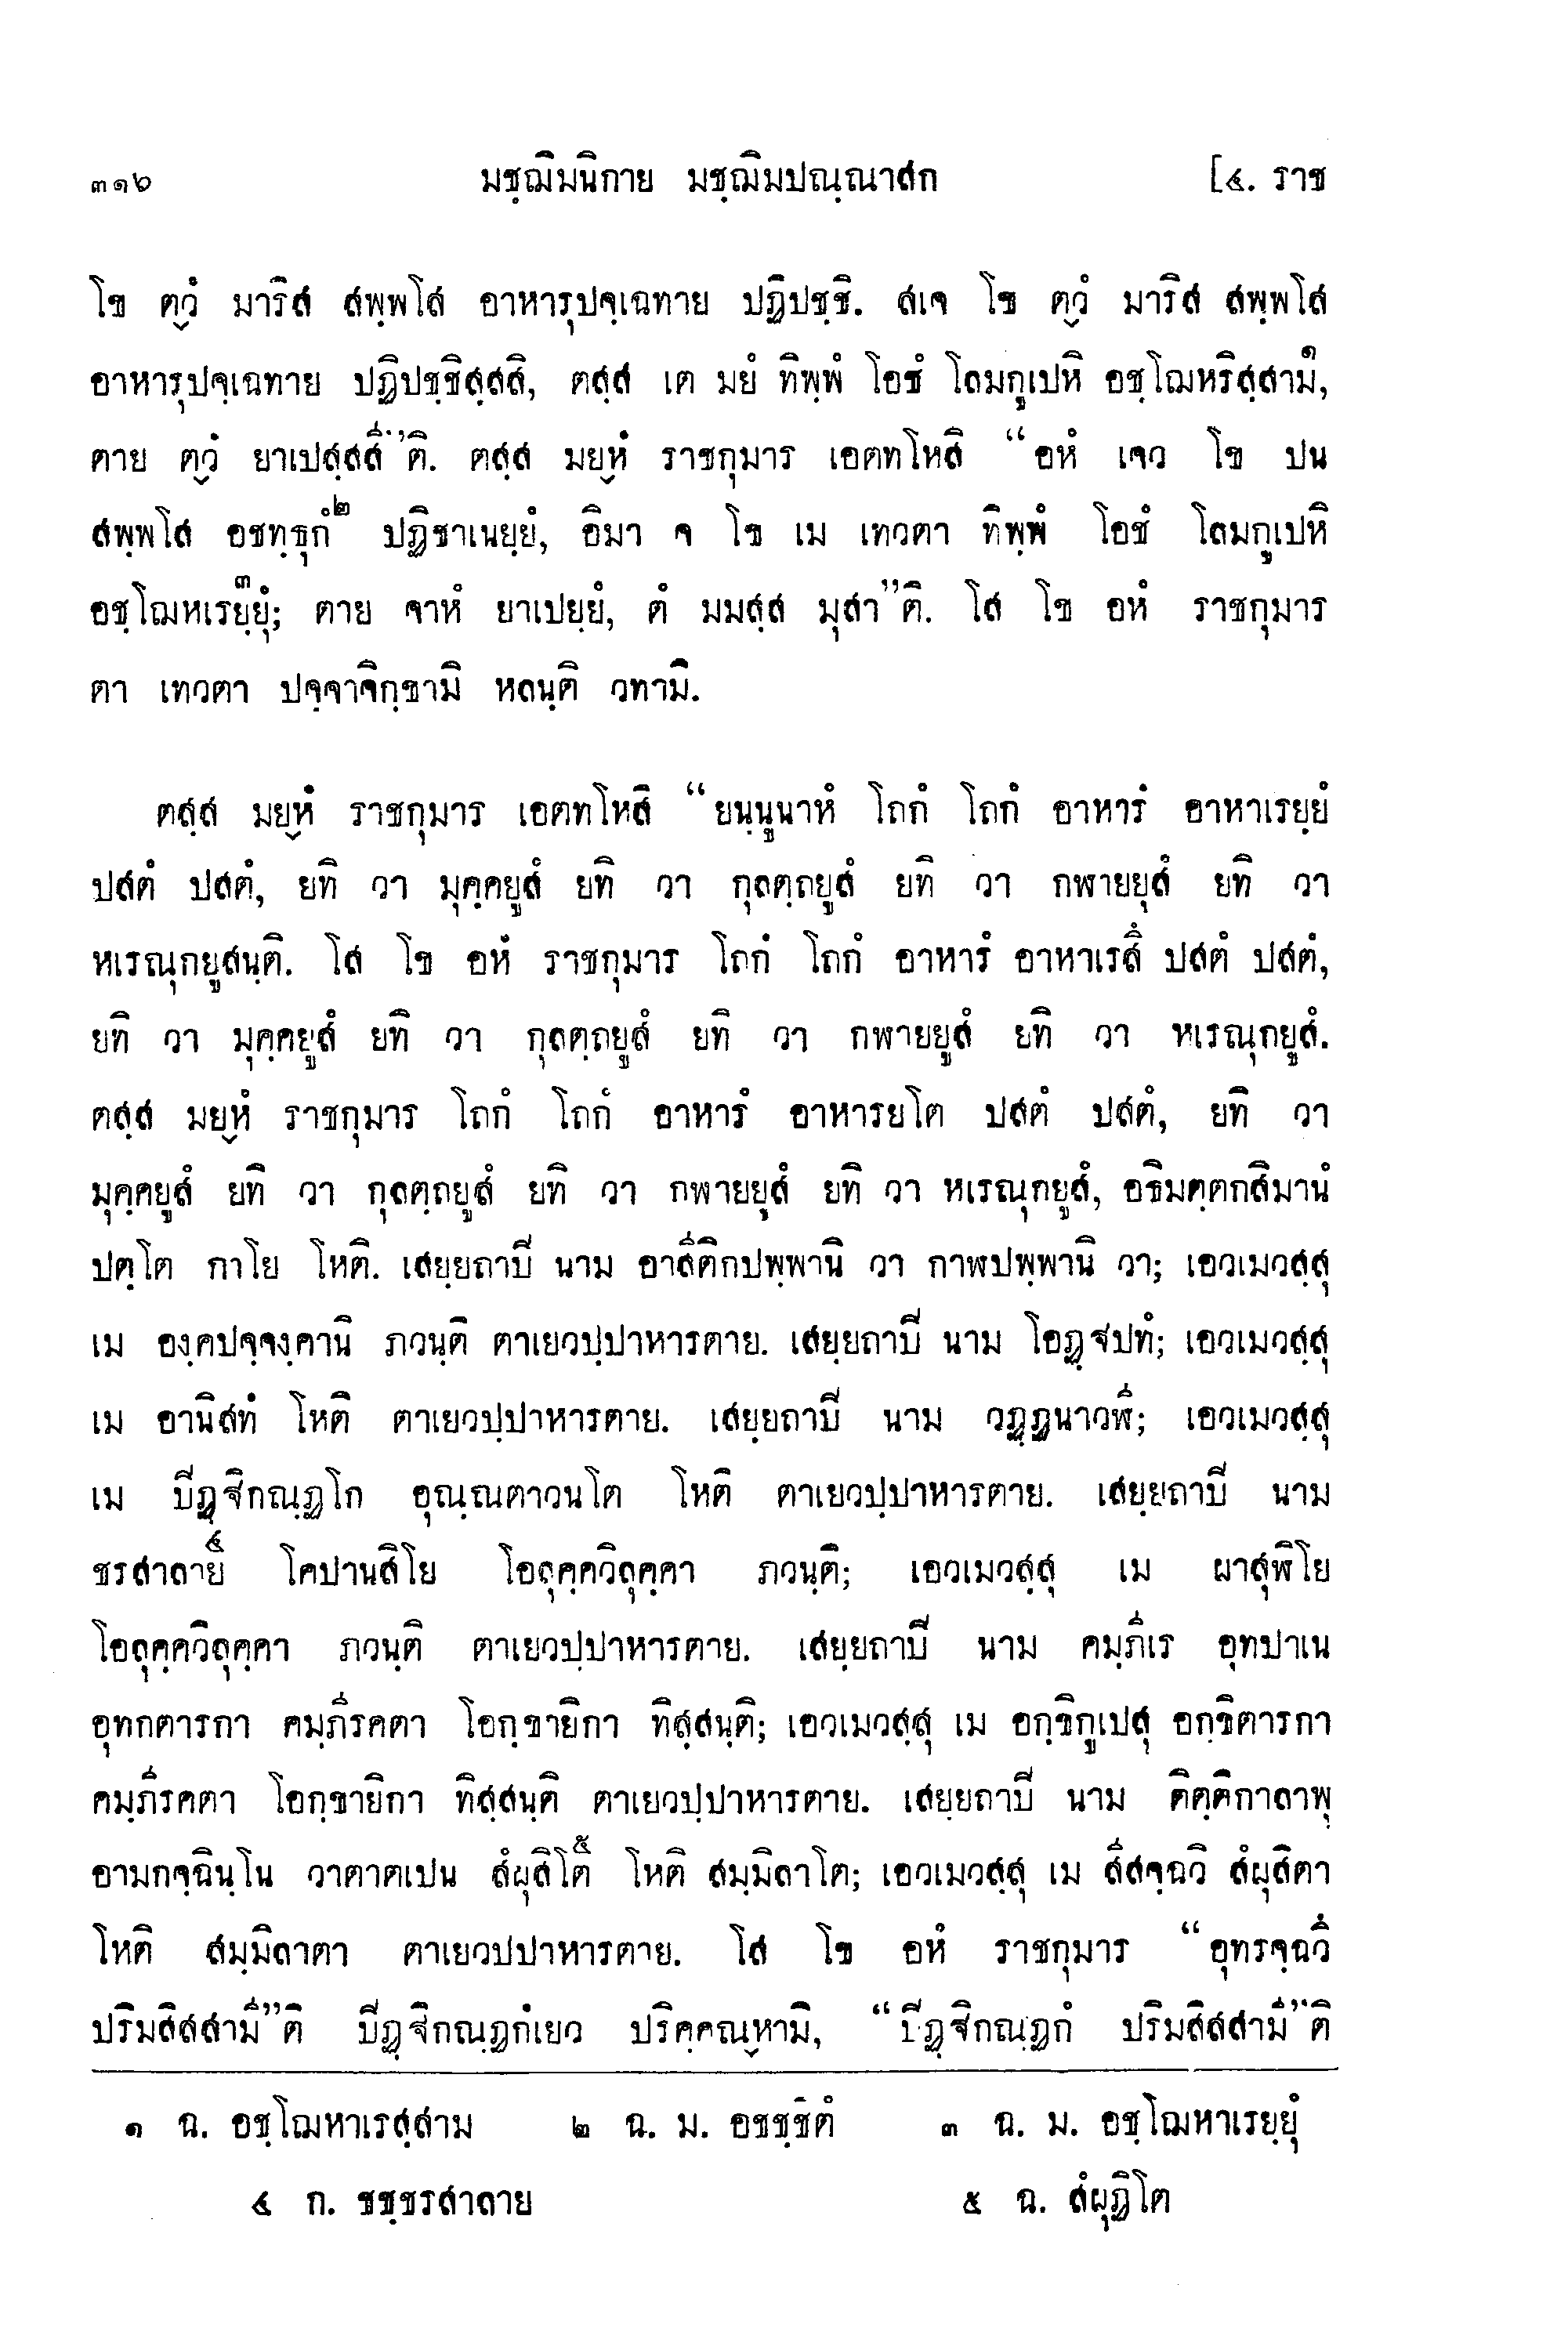 ๓๑๖ มชฺฌิมนิกาย มชฺฌิมปณฺณาสก [๔. ราช
โข ตฺวํ มาริส สพฺพโส อาหารุปจฺเฉทาย ปฏิปชฺชิ. สเจ โข ตฺวํ มาริส สพฺพโส
อาหารุปจฺเฉทาย ปฏิปชฺชิสฺสสิ, ตสฺส เต มยํ ทิพฺพํ โอชํ โลมกูเปหิ อชฺโฌหริสฺสาม๑,
ตาย ตฺวํ ยาเปสฺสสี”ติ. ตสฺส มยฺหํ ราชกุมาร เอตทโหสิ “อหํ เจว โข ปน
สพฺพโส อชทฺธุกํ๒ ปฏิชาเนยฺยํ, อิมา จ โข เม เทวตา ทิพฺพํ โอชํ โลมกูเปหิ
อชฺโฌหเรยฺยุํ๓; ตาย จาหํ ยาเปยฺยํ, ตํ มมสฺส มุสา”ติ. โส โข อหํ ราชกุมาร
ตา เทวตา ปจฺจาจิกฺขามิ หลนฺติ วทามิ.
ตสฺส มยฺหํ ราชกุมาร เอตทโหสิ “ยนฺนูนาหํ โถกํ โถกํ อาหารํ อาหาเรยฺยํ
ปสตํ ปสตํ, ยทิ วา มุคฺคยูสํ ยทิ วา กุลตฺถยูสํ ยทิ วา กฬายยุสํ ยทิ วา
หเรณุกยูสนฺติ. โส โข อหํ ราชกุมาร โถกํ โถกํ อาหารํ อาหาเรสึ ปสตํ ปสตํ,
ยทิ วา มุคฺคยูสํ ยทิ วา กุลตฺถยูสํ ยทิ วา กฬายยูสํ ยทิ วา หเรณุกยูสํ.
ตสฺส มยฺหํ ราชกุมาร โถกํ โถกํ อาหารํ อาหารยโต ปสตํ ปสตํ, ยทิ วา
มุคฺคยูสํ ยทิ วา กุลตฺถยูสํ ยทิ วา กฬายยุสํ ยทิ วา หเรณุกยูสํ, อธิมตฺตกสิมานํ
ปตฺโต กาโย โหติ. เสยฺยถาปี นาม อาสีติกปพฺพานิ วา กาฬปพฺพานิ วา; เอวเมวสฺสุ
เม องฺคปจฺจงฺคานิ ภวนฺติ ตาเยวปฺปาหารตาย. เสยฺยถาปี นาม โอฏฺฐปทํ; เอวเมวสฺสุ
เม อานิสทํ โหติ ตาเยวปฺปาหารตาย. เสยฺยถาปี นาม วฏฺฏนาวฬี; เอวเมวสฺสุ
เม ปีฏฺฐิกณฺฏโก อุณฺณตาวนโต โหติ ตาเยวปฺปาหารตาย. เสยฺยถาปี นาม
ชรสาลาย๔ โคปานสิโย โอลุคฺควิลุคฺคา ภวนฺติ; เอวเมวสฺสุ เม ผาสุฬิโย
โอลุคฺควิลุคฺคา ภวนฺติ ตาเยวปฺปาหารตาย. เสยฺยถาปี นาม คมฺภีเร อุทปาเน
อุทกตารกา คมฺภีรคตา โอกฺขายิกา ทิสฺสนฺติ; เอวเมวสฺสุ เม อกฺขิกูเปสุ อกฺขิตารกา
คมฺภีรคตา โอกฺขายิกา ทิสฺสนฺติ ตาเยวปฺปาหารตาย. เสยฺยถาปี นาม ติตฺติกาลาพุ
อามกจฺฉินฺโน วาตาตเปน สํผุสิโต๕ โหติ สมฺมิลาโต; เอวเมวสฺสุ เม สีสจฺฉวิ สํผุสิตา
โหติ สมฺมิลาตา ตาเยวปปาหารตาย. โส โข อหํ ราชกุมาร “อุทรจฺฉวึ
ปริมสิสสามี”ติ ปีฏฺฐิกณฺฏกํเยว ปริคฺคณฺหามิ, “ปีฏฺฐิกณฺฏกํ ปริมสิสสามี”ติ
๑ ฉ. อชฺโฌหาเรสฺสาม ๒ ฉ. ม. อชชฺชิตํ ๓ ฉ. ม. อชฺโฌหาเรยฺยุํ
๔ ก. ชชฺชรสาลาย ๕ ฉ. สํผุฏิโต